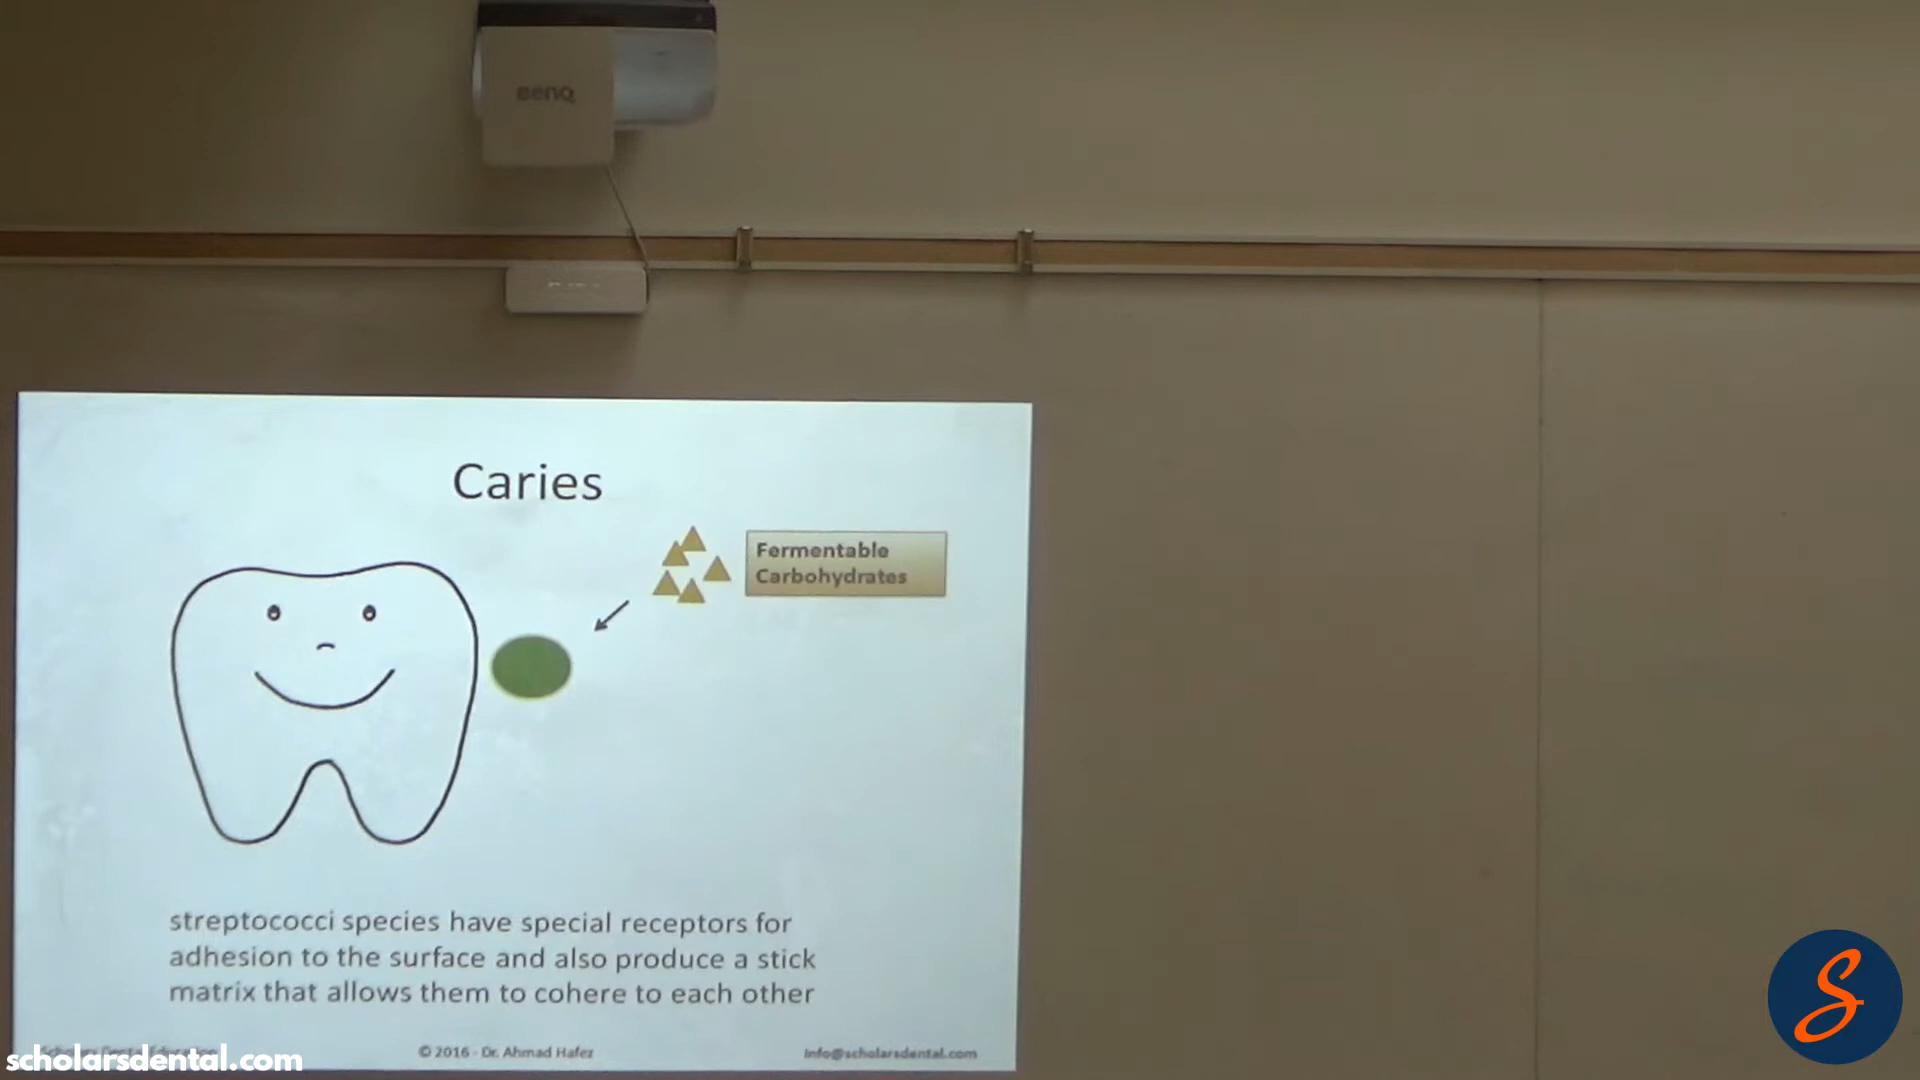 BenQ
Caries
Fermentable
Carbohydrates
streptococci species have special receptors for
adhesion to the surface and also produce a stick
matrix that allows them to cohere to each other
© 2016 - Dr. Ahmad Hafez
Info@scholarsdental.com
scholarsdental.com
S